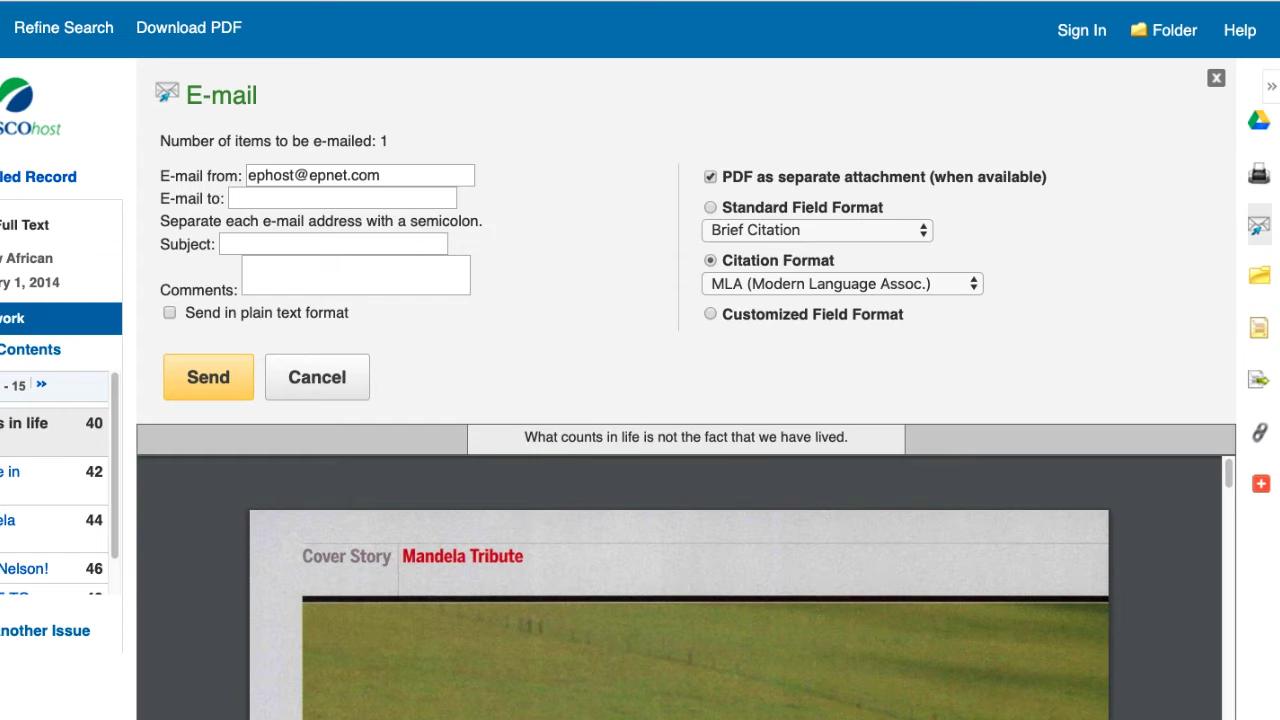 Refine Search Download PDF Sign In Folder Help
SCOhost
E-mail
Number of items to be e-mailed: 1
led Record
E-mail from: ephost@epnet.com
E-mail to:
Separate each e-mail address with a semicolon.
Subject:
Comments:
Send in plain text format
Send Cancel
PDF as separate attachment (when available)
Standard Field Format
Brief Citation
Citation Format
MLA (Modern Language Assoc.)
Customized Field Format
ull Text
African
ry 1, 2014
ork
Contents
- 15 »
s in life 40
e in 42
ela 44
Nelson! 46
nother Issue
What counts in life is not the fact that we have lived.
Cover Story Mandela Tribute